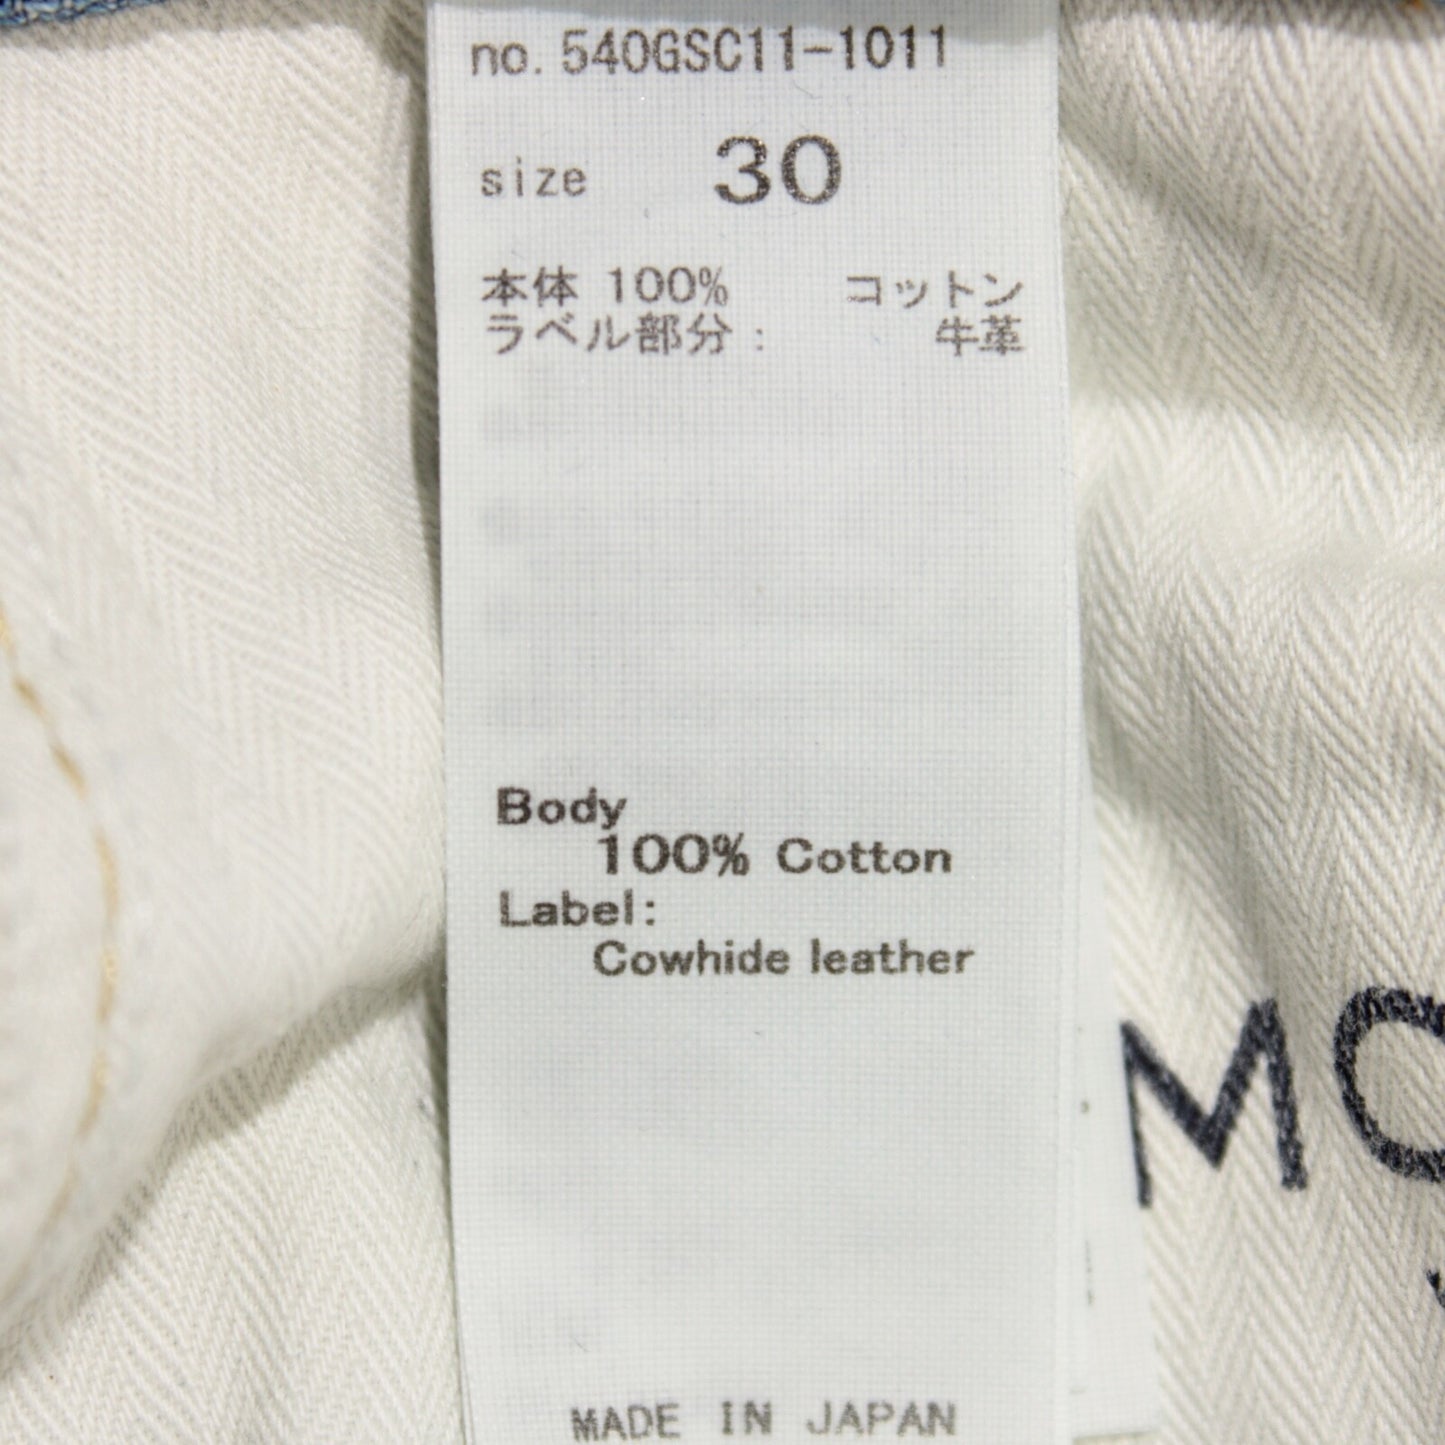 no. 540GSC11-1011
size 30
本体 100% コットン
ラベル部分: 牛革
Body
100% Cotton
Label:
Cowhide leather
MADE IN JAPAN